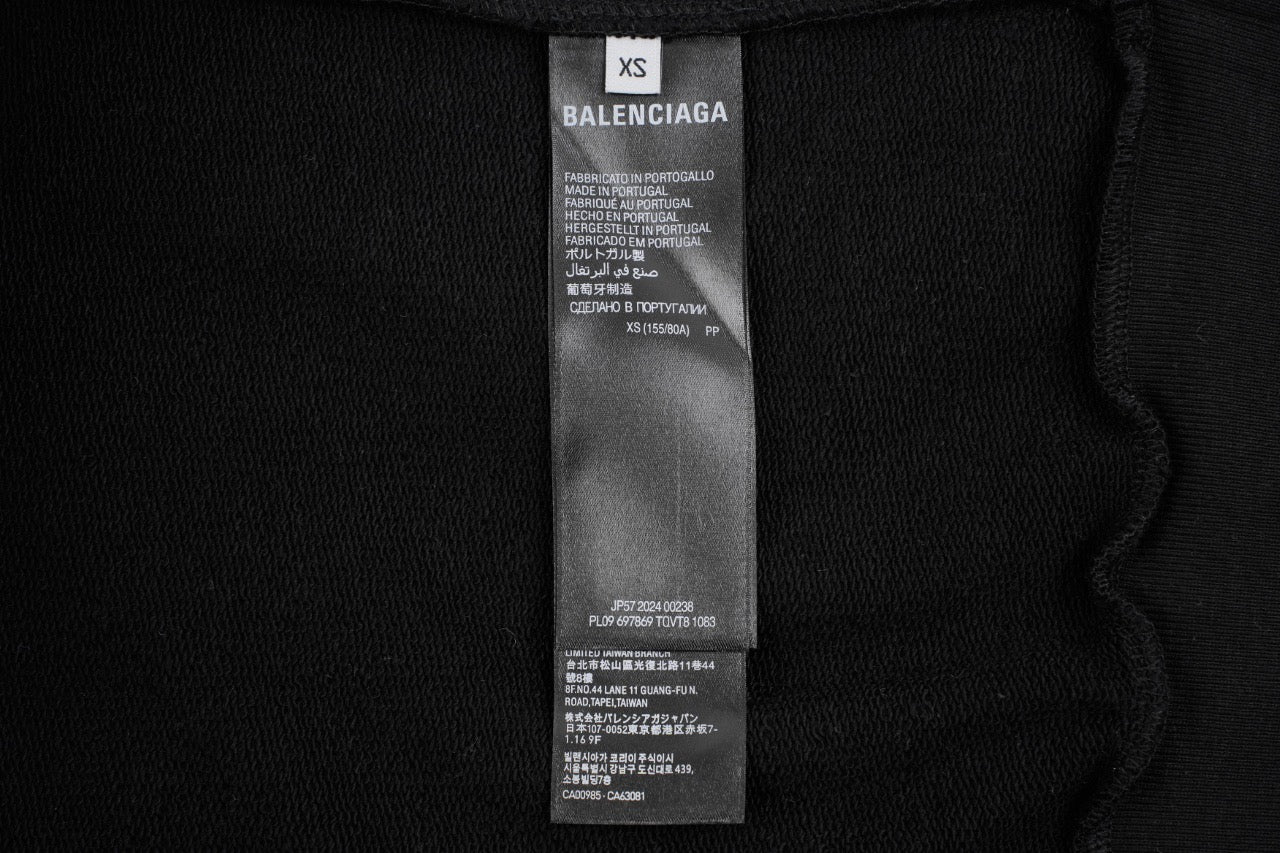 XS
BALENCIAGA
FABBRICATO IN PORTOGALLO
MADE IN PORTUGAL
FABRIQUÉ AU PORTUGAL
HECHO EN PORTUGAL
HERGESTELLT IN PORTUGAL
FABRICADO EM PORTUGAL
ポルトガル製
صنع في البرتغال
葡萄牙制造
СДЕЛАНО В ПОРТУГАЛИИ
XS (155/80A) PP
JP57 2024 00238
PL09 697869 TQVT8 1083
LIMITED TAIWAN BRANCH
台北市松山區光復北路11巷44
號8樓
8F.NO.44 LANE 11 GUANG-FU N.
ROAD,TAPEI,TAIWAN
株式会社バレンシアガジャパン
日本107-0052東京都港区赤坂7-
1.16 9F
발렌시아가 코리아 주식이시
시울특별시 강남구 도신대로 439,
소봉빌딩7층
CA00985 - CA63081